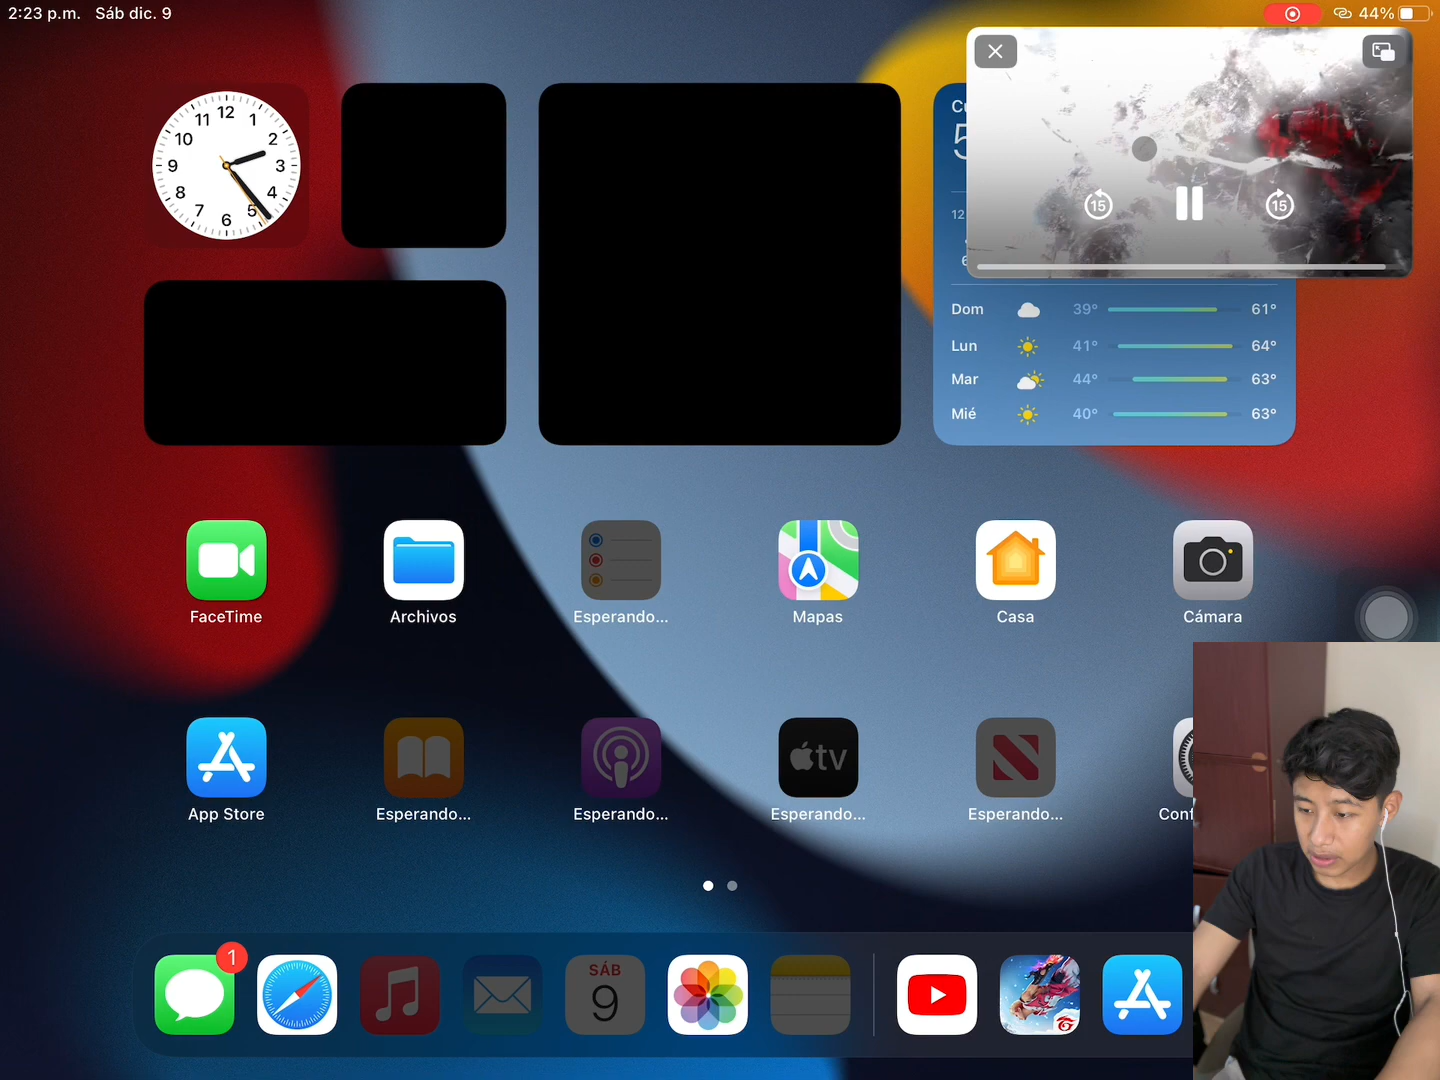 2:23 p.m. Sáb dic. 9
44%
12
11 1
10 2
9 3
8 4
7 5
6
15 15
12
Dom 39° 61°
Lun 41° 64°
Mar 44° 63°
Mié 40° 63°
FaceTime Archivos Esperando... Mapas Casa Cámara
tv
App Store Esperando... Esperando... Esperando... Esperando...
1
SÁB
9